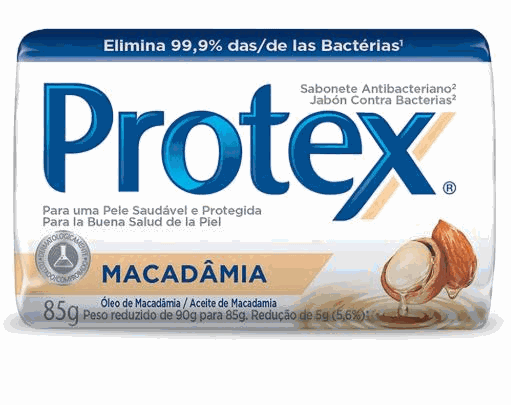 Elimina 99,9% das/de las Bactérias¹
Sabonete Antibacteriano²
Jabón Contra Bacterias²
Protex®
Para uma Pele Saudável e Protegida
Para la Buena Salud de la Piel
DERMATOLOGICAMENTE
COMPROBADO
MACADÂMIA
Óleo de Macadâmia / Aceite de Macadamia
85g Peso reduzido de 90g para 85g. Redução de 5g (5,6%).